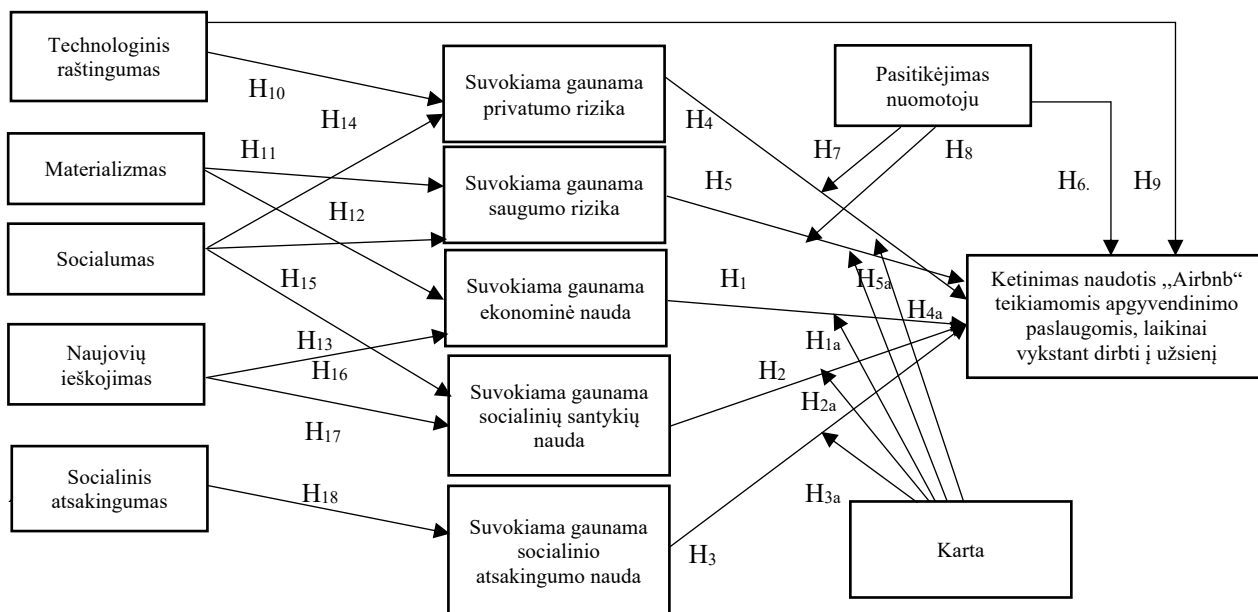 Technologinis
raštingumas
Materializmas
Socialumas
Naujovių
ieškojimas
Socialinis
atsakingumas
H10
H14
H11
H12
H15
H13
H16
H17
H18
Suvokiama gaunama
privatumo rizika
Suvokiama gaunama
saugumo rizika
Suvokiama gaunama
ekonominė nauda
Suvokiama gaunama
socialinių santykių
nauda
Suvokiama gaunama
socialinio
atsakingumo nauda
H4
H5
H1
H2
H3
H7
H8
H5a
H4a
H1a
H2a
H3a
Pasitikėjimas
nuomotoju
H6.
H9
Ketinimas naudotis ,,Airbnb“
teikiamomis apgyvendinimo
paslaugomis, laikinai
vykstant dirbti į užsienį
Karta